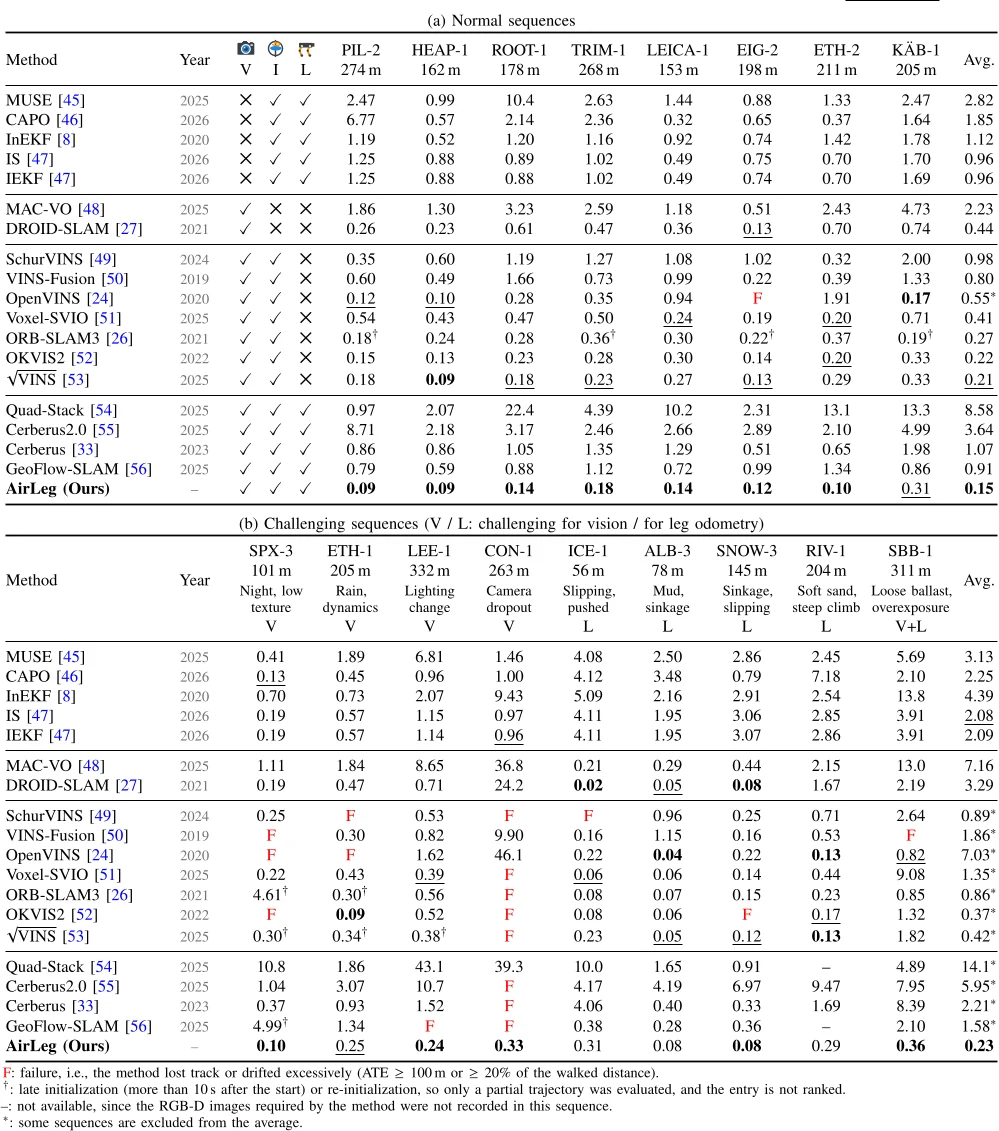 (a) Normal sequences
Method Year V I L PIL-2 274 m HEAP-1 162 m ROOT-1 178 m TRIM-1 268 m LEICA-1 153 m EIG-2 198 m ETH-2 211 m KÄB-1 205 m Avg.
MUSE [45] 2025 ✕ ✓ ✓ 2.47 0.99 10.4 2.63 1.44 0.88 1.33 2.47 2.82
CAPO [46] 2026 ✕ ✓ ✓ 6.77 0.57 2.14 2.36 0.32 0.65 0.37 1.64 1.85
InEKF [8] 2020 ✕ ✓ ✓ 1.19 0.52 1.20 1.16 0.92 0.74 1.42 1.78 1.12
IS [47] 2026 ✕ ✓ ✓ 1.25 0.88 0.89 1.02 0.49 0.75 0.70 1.70 0.96
IEKF [47] 2026 ✕ ✓ ✓ 1.25 0.88 0.88 1.02 0.49 0.74 0.70 1.69 0.96
MAC-VO [48] 2025 ✓ ✕ ✕ 1.86 1.30 3.23 2.59 1.18 0.51 2.43 4.73 2.23
DROID-SLAM [27] 2021 ✓ ✕ ✕ 0.26 0.23 0.61 0.47 0.36 0.13 0.70 0.74 0.44
SchurVINS [49] 2024 ✓ ✓ ✕ 0.35 0.60 1.19 1.27 1.08 1.02 0.32 2.00 0.98
VINS-Fusion [50] 2019 ✓ ✓ ✕ 0.60 0.49 1.66 0.73 0.99 0.22 0.39 1.33 0.80
OpenVINS [24] 2020 ✓ ✓ ✕ 0.12 0.10 0.28 0.35 0.94 F 1.91 0.17 0.55*
Voxel-SVIO [51] 2025 ✓ ✓ ✕ 0.54 0.43 0.47 0.50 0.24 0.19 0.20 0.71 0.41
ORB-SLAM3 [26] 2021 ✓ ✓ ✕ 0.18† 0.24 0.28 0.36† 0.30 0.22† 0.37 0.19† 0.27
OKVIS2 [52] 2022 ✓ ✓ ✕ 0.15 0.13 0.23 0.28 0.30 0.14 0.20 0.33 0.22
√VINS [53] 2025 ✓ ✓ ✕ 0.18 0.09 0.18 0.23 0.27 0.13 0.29 0.33 0.21
Quad-Stack [54] 2025 ✓ ✓ ✓ 0.97 2.07 22.4 4.39 10.2 2.31 13.1 13.3 8.58
Cerberus2.0 [55] 2025 ✓ ✓ ✓ 8.71 2.18 3.17 2.46 2.66 2.89 2.10 4.99 3.64
Cerberus [33] 2023 ✓ ✓ ✓ 0.86 0.86 1.05 1.35 1.29 0.51 0.65 1.98 1.07
GeoFlow-SLAM [56] 2025 ✓ ✓ ✓ 0.79 0.59 0.88 1.12 0.72 0.99 1.34 0.86 0.91
AirLeg (Ours) – ✓ ✓ ✓ 0.09 0.09 0.14 0.18 0.14 0.12 0.10 0.31 0.15
(b) Challenging sequences (V / L: challenging for vision / for leg odometry)
SPX-3 ETH-1 LEE-1 CON-1 ICE-1 ALB-3 SNOW-3 RIV-1 SBB-1
101 m 205 m 332 m 263 m 56 m 78 m 145 m 204 m 311 m
Method Year Avg.
Night, low Rain, Lighting Camera Slipping, Mud, Sinkage, Soft sand, Loose ballast,
texture dynamics change dropout pushed sinkage slipping steep climb overexposure
V V V V L L L L V+L
MUSE [45] 2025 0.41 1.89 6.81 1.46 4.08 2.50 2.86 2.45 5.69 3.13
CAPO [46] 2026 0.13 0.45 0.96 1.00 4.12 3.48 0.79 7.18 2.10 2.25
InEKF [8] 2020 0.70 0.73 2.07 9.43 5.09 2.16 2.91 2.54 13.8 4.39
IS [47] 2026 0.19 0.57 1.15 0.97 4.11 1.95 3.06 2.85 3.91 2.08
IEKF [47] 2026 0.19 0.57 1.14 0.96 4.11 1.95 3.07 2.86 3.91 2.09
MAC-VO [48] 2025 1.11 1.84 8.65 36.8 0.21 0.29 0.44 2.15 13.0 7.16
DROID-SLAM [27] 2021 0.19 0.47 0.71 24.2 0.02 0.05 0.08 1.67 2.19 3.29
SchurVINS [49] 2024 0.25 F 0.53 F F 0.96 0.25 0.71 2.64 0.89*
VINS-Fusion [50] 2019 F 0.30 0.82 9.90 0.16 1.15 0.16 0.53 F 1.86*
OpenVINS [24] 2020 F F 1.62 46.1 0.22 0.04 0.22 0.13 0.82 7.03*
Voxel-SVIO [51] 2025 0.22 0.43 0.39 F 0.06 0.06 0.14 0.44 9.08 1.35*
ORB-SLAM3 [26] 2021 4.61† 0.30† 0.56 F 0.08 0.07 0.15 0.23 0.85 0.86*
OKVIS2 [52] 2022 F 0.09 0.52 F 0.08 0.06 F 0.17 1.32 0.37*
√VINS [53] 2025 0.30† 0.34† 0.38† F 0.23 0.05 0.12 0.13 1.82 0.42*
Quad-Stack [54] 2025 10.8 1.86 43.1 39.3 10.0 1.65 0.91 – 4.89 14.1*
Cerberus2.0 [55] 2025 1.04 3.07 10.7 F 4.17 4.19 6.97 9.47 7.95 5.95*
Cerberus [33] 2023 0.37 0.93 1.52 F 4.06 0.40 0.33 1.69 8.39 2.21*
GeoFlow-SLAM [56] 2025 4.99† 1.34 F F 0.38 0.28 0.36 – 2.10 1.58*
AirLeg (Ours) – 0.10 0.25 0.24 0.33 0.31 0.08 0.08 0.29 0.36 0.23
F: failure, i.e., the method lost track or drifted excessively (ATE ≥ 100 m or ≥ 20% of the walked distance).
†: late initialization (more than 10 s after the start) or re-initialization, so only a partial trajectory was evaluated, and the entry is not ranked.
–: not available, since the RGB-D images required by the method were not recorded in this sequence.
*: some sequences are excluded from the average.